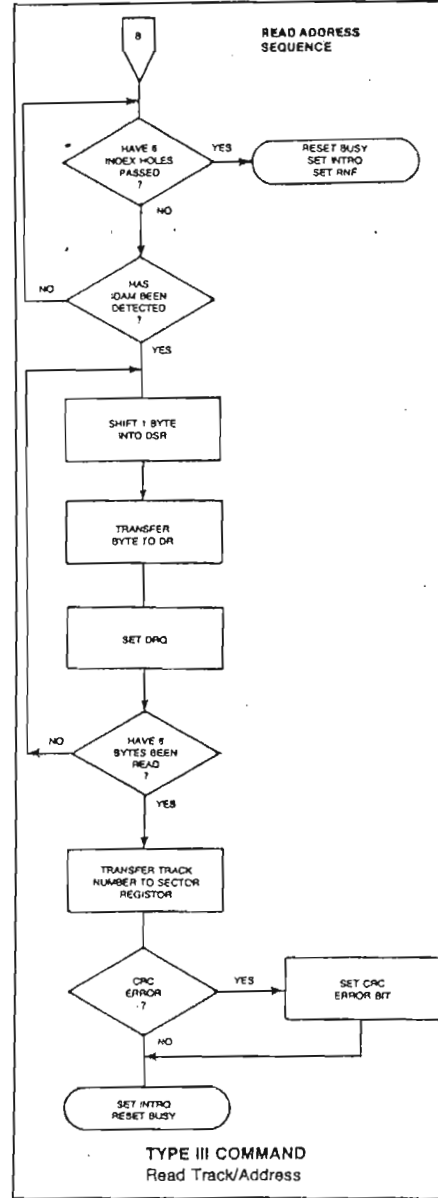 READ ADDRESS
SEQUENCE
B
HAVE 6
INDEX HOLES
PASSED
?
YES
RESET BUSY
SET INTRQ
SET RNF
NO
HAS
IDAM BEEN
DETECTED
?
NO
YES
SHIFT 1 BYTE
INTO DSR
TRANSFER
BYTE TO DR
SET DRQ
HAVE 6
BYTES BEEN
READ
?
NO
YES
TRANSFER TRACK
NUMBER TO SECTOR
REGISTOR
CRC
ERROR
?
YES
SET CRC
ERROR BIT
NO
SET INTRQ
RESET BUSY
TYPE III COMMAND
Read Track/Address